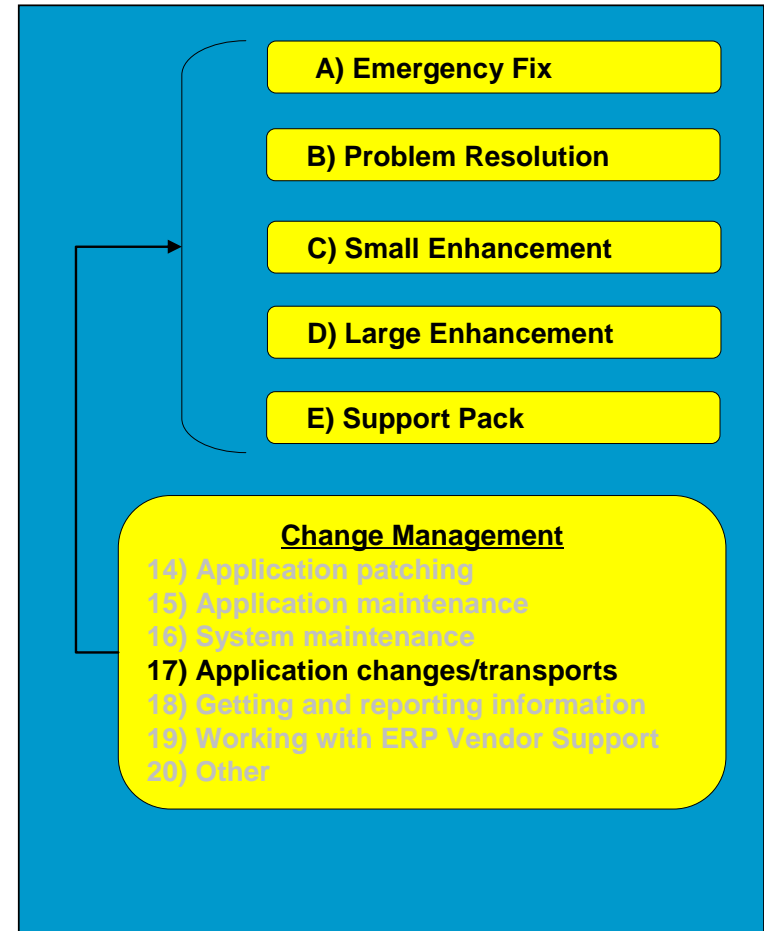 A) Emergency Fix
B) Problem Resolution
C) Small Enhancement
D) Large Enhancement
E) Support Pack
Change Management
14) Application patching
15) Application maintenance
16) System maintenance
17) Application changes/transports
18) Getting and reporting information
19) Working with ERP Vendor Support
20) Other